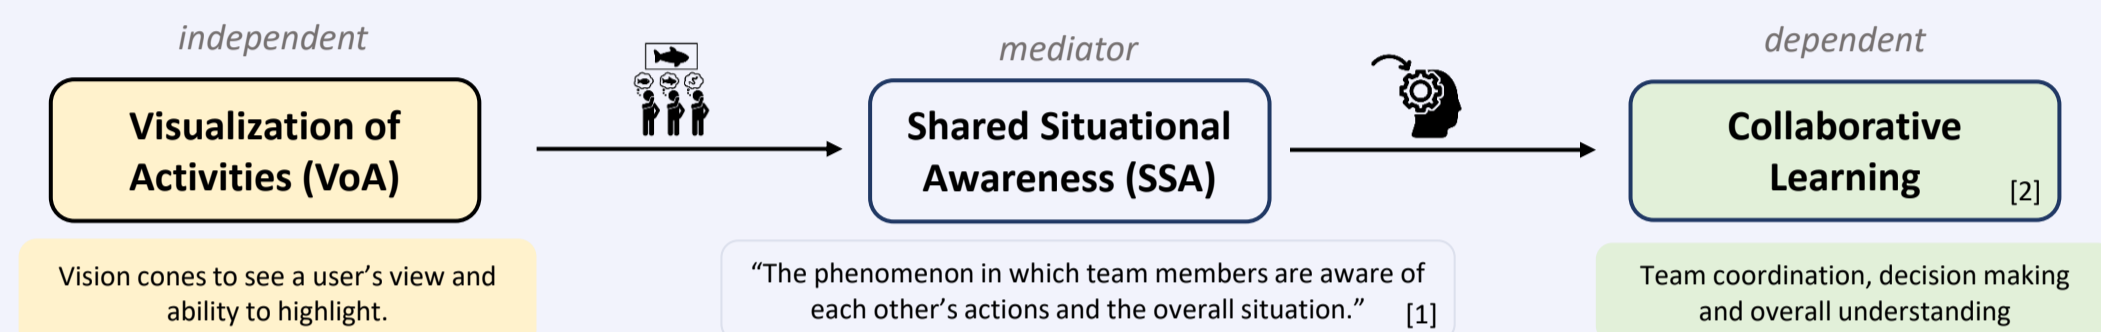 independent
Visualization of
Activities (VoA)
Vision cones to see a user’s view and
ability to highlight.
mediator
Shared Situational
Awareness (SSA)
“The phenomenon in which team members are aware of
each other’s actions and the overall situation.” [1]
dependent
Collaborative
Learning [2]
Team coordination, decision making
and overall understanding